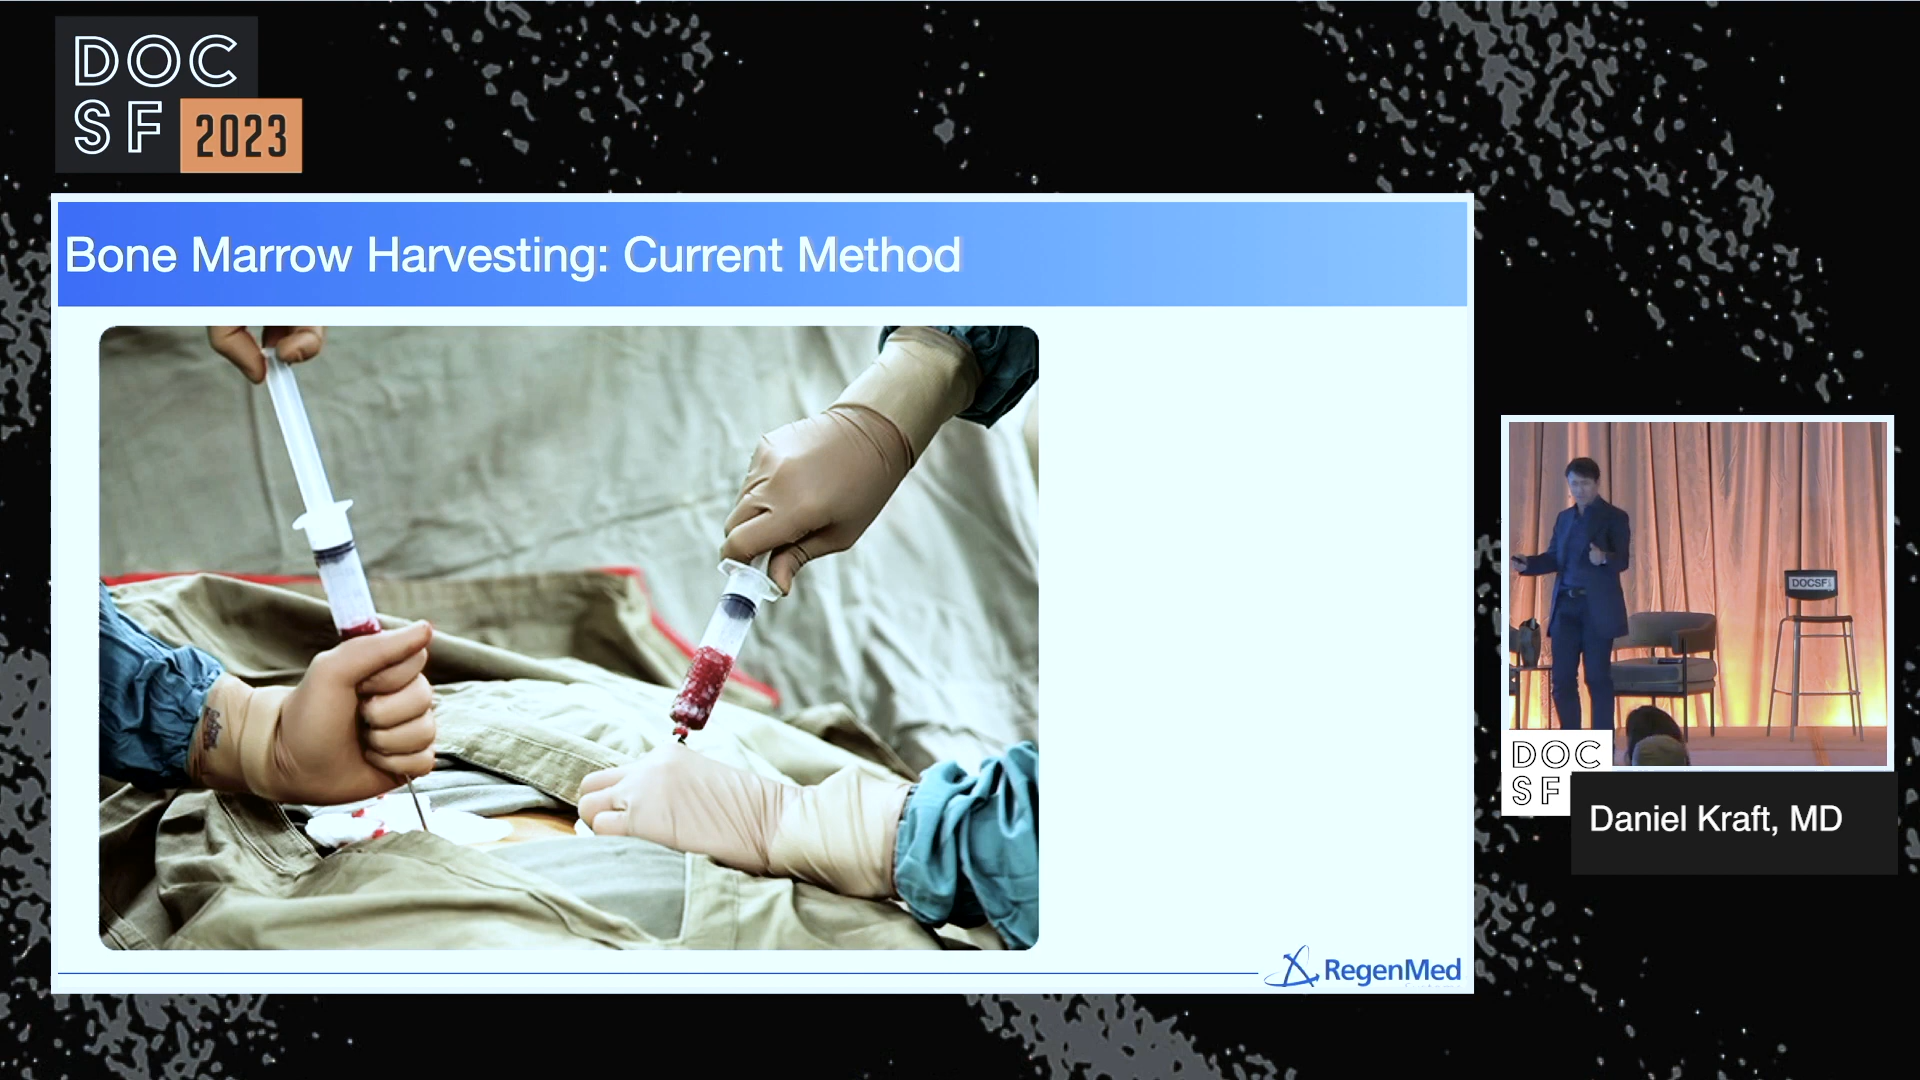 DOC
SF 2023
Bone Marrow Harvesting: Current Method
RegenMed
DOCSF
DOC
SF
Daniel Kraft, MD